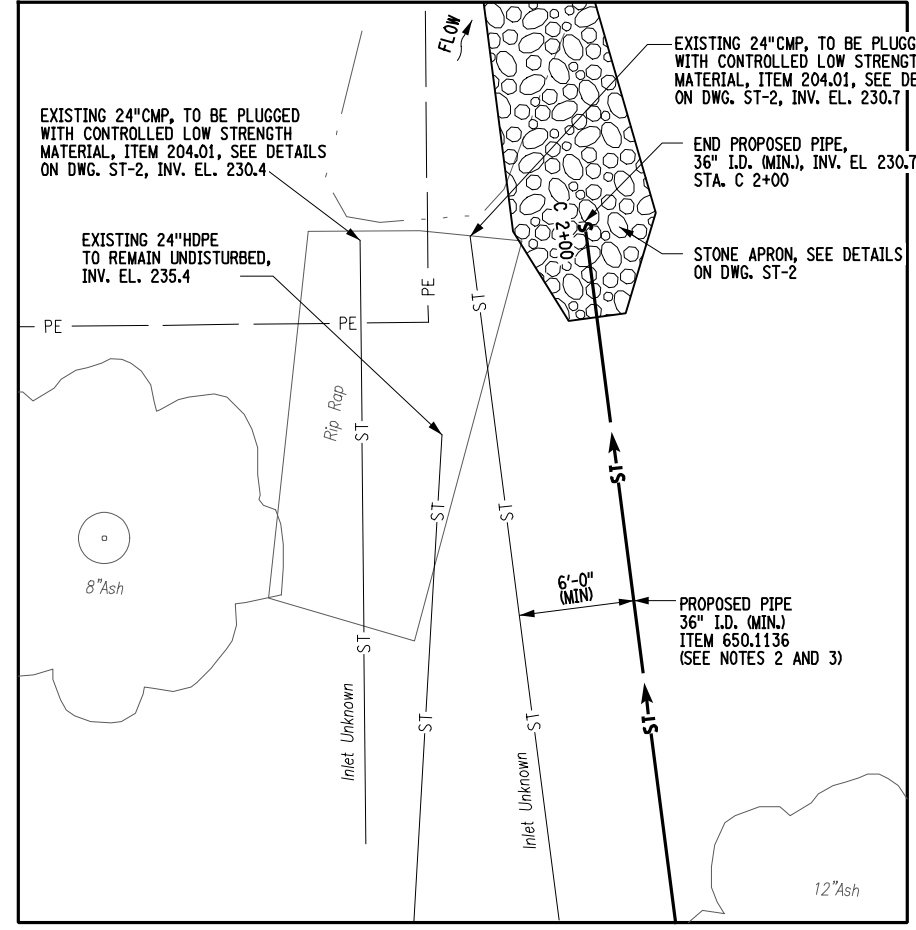 FLOW
EXISTING 24"CMP, TO BE PLUGG
WITH CONTROLLED LOW STRENGT
MATERIAL, ITEM 204.01, SEE DE
ON DWG. ST-2, INV. EL. 230.7
EXISTING 24"CMP, TO BE PLUGGED
WITH CONTROLLED LOW STRENGTH
MATERIAL, ITEM 204.01, SEE DETAILS
ON DWG. ST-2, INV. EL. 230.4
END PROPOSED PIPE,
36" I.D. (MIN.), INV. EL 230.7
STA. C 2+00
C 2+00
S
EXISTING 24"HDPE
TO REMAIN UNDISTURBED,
INV. EL. 235.4
STONE APRON, SEE DETAILS
ON DWG. ST-2
PE
PE
PE
ST
Rip Rap
ST
ST
ST
ST
ST
8"Ash
6'-0"
(MIN)
PROPOSED PIPE
36" I.D. (MIN.)
ITEM 650.1136
(SEE NOTES 2 AND 3)
ST
Inlet Unknown
ST
ST
ST
Inlet Unknown
12"Ash